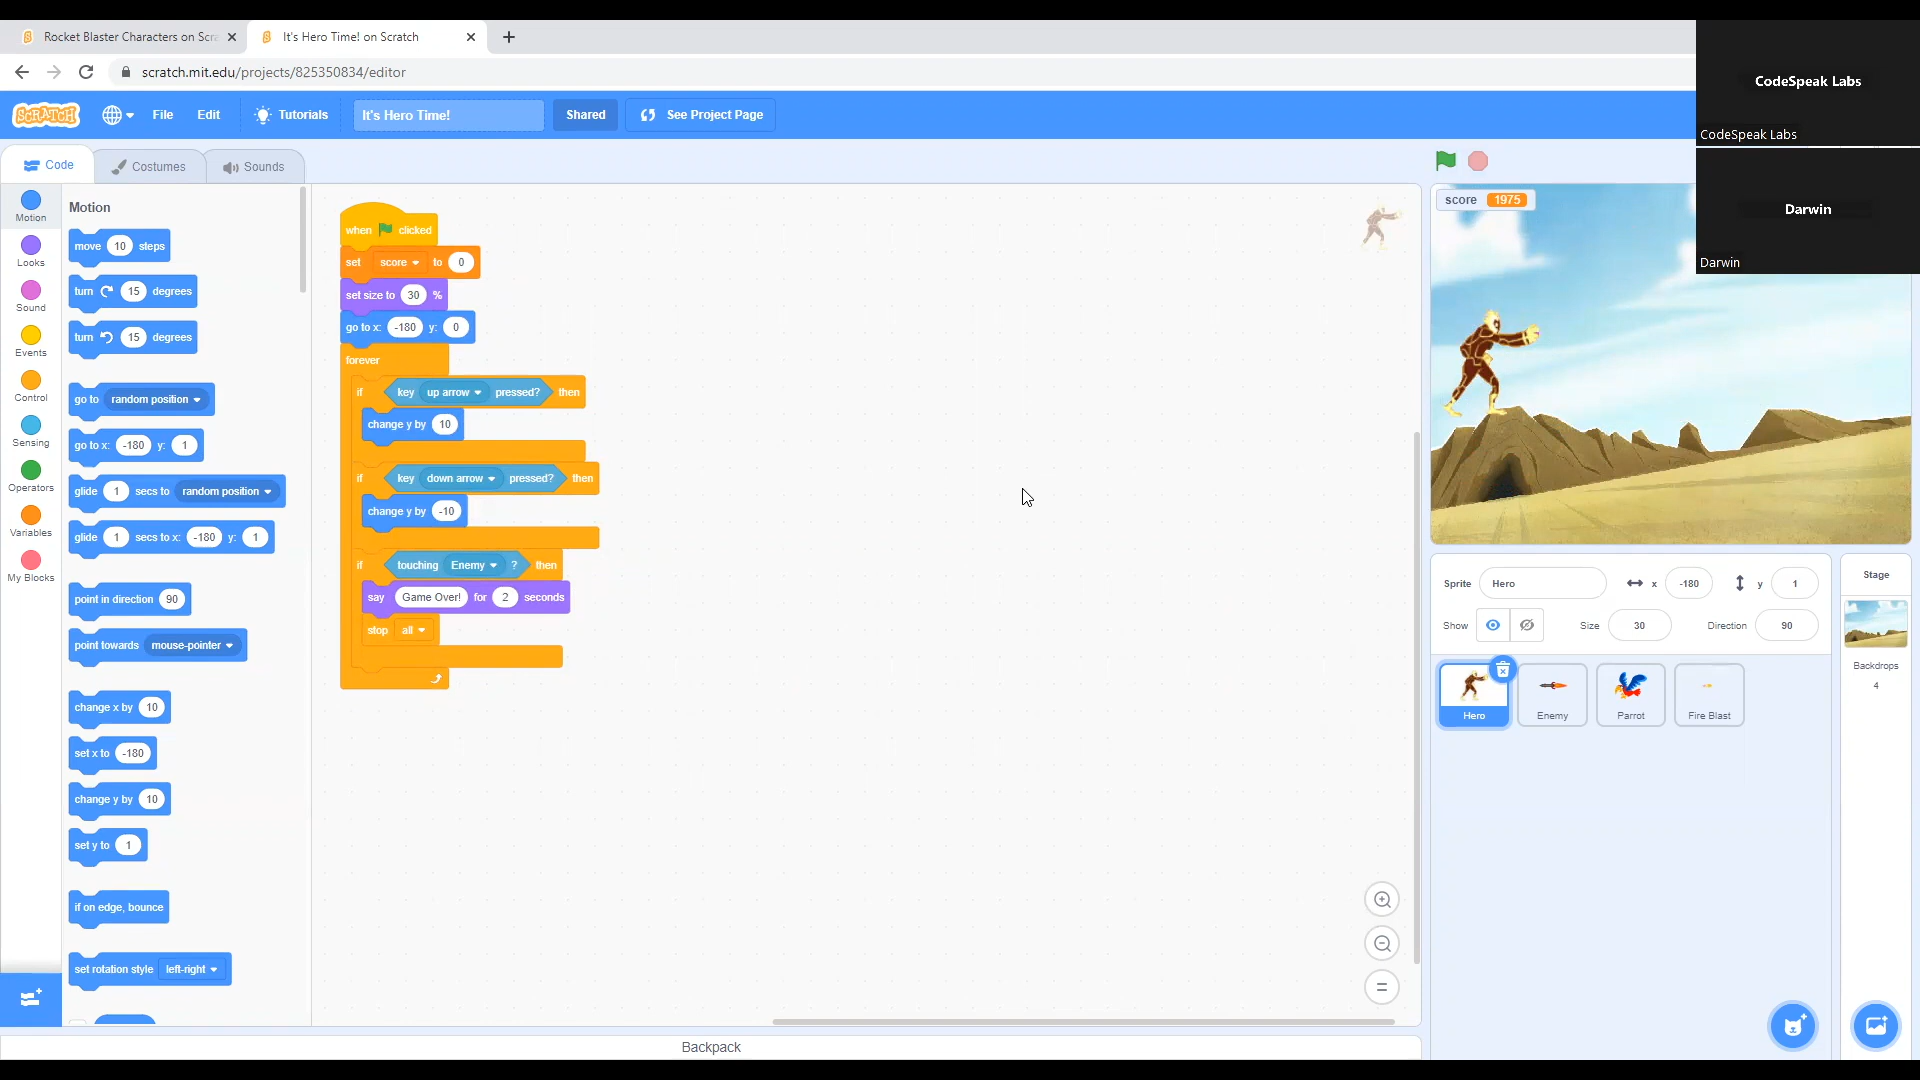 Rocket Blaster Characters on Scra
It's Hero Time! on Scratch
scratch.mit.edu/projects/825350834/editor
SCRATCH
File
Edit
Tutorials
It's Hero Time!
Shared
See Project Page
CodeSpeak Labs
CodeSpeak Labs
Darwin
Darwin
Code
Costumes
Sounds
Motion
Looks
Sound
Events
Control
Sensing
Operators
Variables
My Blocks
Motion
move 10 steps
turn 15 degrees
turn 15 degrees
go to random position
go to x: -180 y: 1
glide 1 secs to random position
glide 1 secs to x: -180 y: 1
point in direction 90
point towards mouse-pointer
change x by 10
set x to -180
change y by 10
set y to 1
if on edge, bounce
set rotation style left-right
when clicked
set score to 0
set size to 30 %
go to x: -180 y: 0
forever
if key up arrow pressed? then
change y by 10
if key down arrow pressed? then
change y by -10
if touching Enemy ? then
say Game Over! for 2 seconds
stop all
score 1975
Sprite Hero x -180 y 1
Show Size 30 Direction 90
Hero
Enemy
Parrot
Fire Blast
Stage
Backdrops
4
Backpack